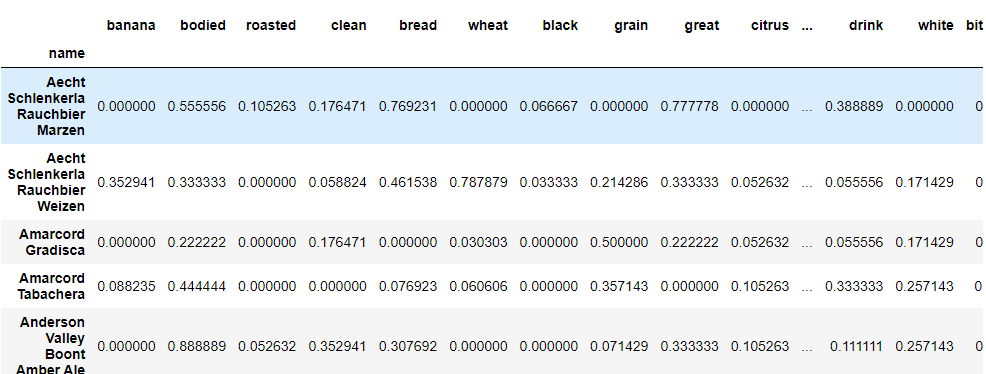 banana bodied roasted clean bread wheat black grain great citrus ... drink white bit
name
Aecht
Schlenkerla
Rauchbier
Marzen
0.000000 0.555556 0.105263 0.176471 0.769231 0.000000 0.066667 0.000000 0.777778 0.000000 ... 0.388889 0.000000 0
Aecht
Schlenkerla
Rauchbier
Weizen
0.352941 0.333333 0.000000 0.058824 0.461538 0.787879 0.033333 0.214286 0.333333 0.052632 ... 0.055556 0.171429 0
Amarcord
Gradisca
0.000000 0.222222 0.000000 0.176471 0.000000 0.030303 0.000000 0.500000 0.222222 0.052632 ... 0.055556 0.171429 0
Amarcord
Tabachera
0.088235 0.444444 0.000000 0.000000 0.076923 0.060606 0.000000 0.357143 0.000000 0.105263 ... 0.333333 0.257143 0
Anderson
Valley
Boont
Amber Ale
0.000000 0.888889 0.052632 0.352941 0.307692 0.000000 0.000000 0.071429 0.333333 0.105263 ... 0.111111 0.257143 0